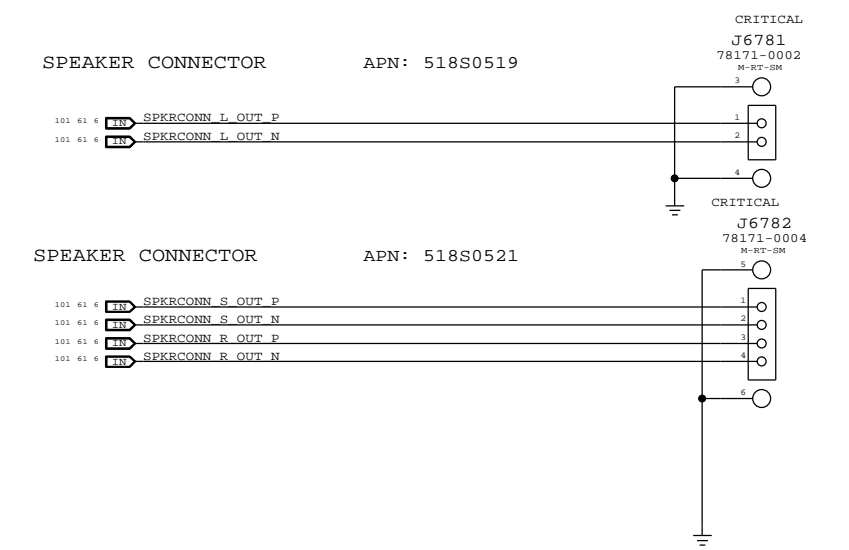 CRITICAL
J6781
SPEAKER CONNECTOR APN: 518S0519 78171-0002
M-RT-SM
3
101 61 6 IN SPKRCONN_L_OUT_P 1
101 61 6 IN SPKRCONN_L_OUT_N 2
4
CRITICAL
J6782
78171-0004
SPEAKER CONNECTOR APN: 518S0521 M-RT-SM
5
101 61 6 IN SPKRCONN_S_OUT_P 1
101 61 6 IN SPKRCONN_S_OUT_N 2
101 61 6 IN SPKRCONN_R_OUT_P 3
101 61 6 IN SPKRCONN_R_OUT_N 4
6